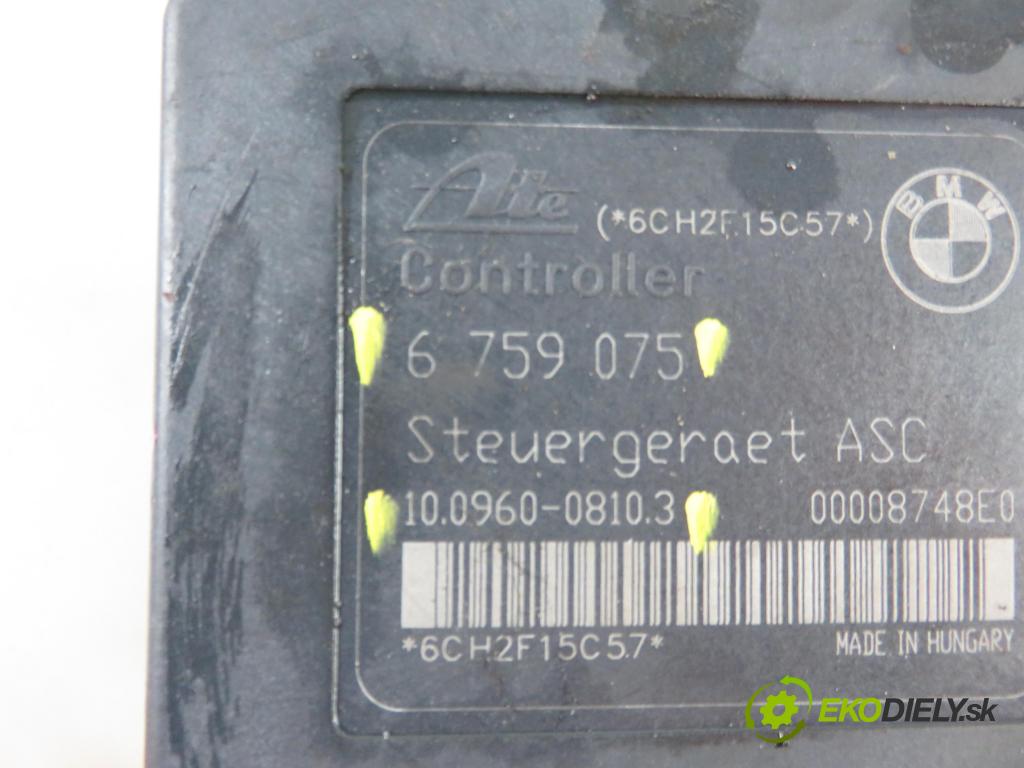 Ate (*6CH2F15C57*) BMW
Controller
6 759 075
Steuergeraet ASC
10.0960-0810.3 00008748E0
*6CH2F15C57*
MADE IN HUNGARY
EKODIELY.sk